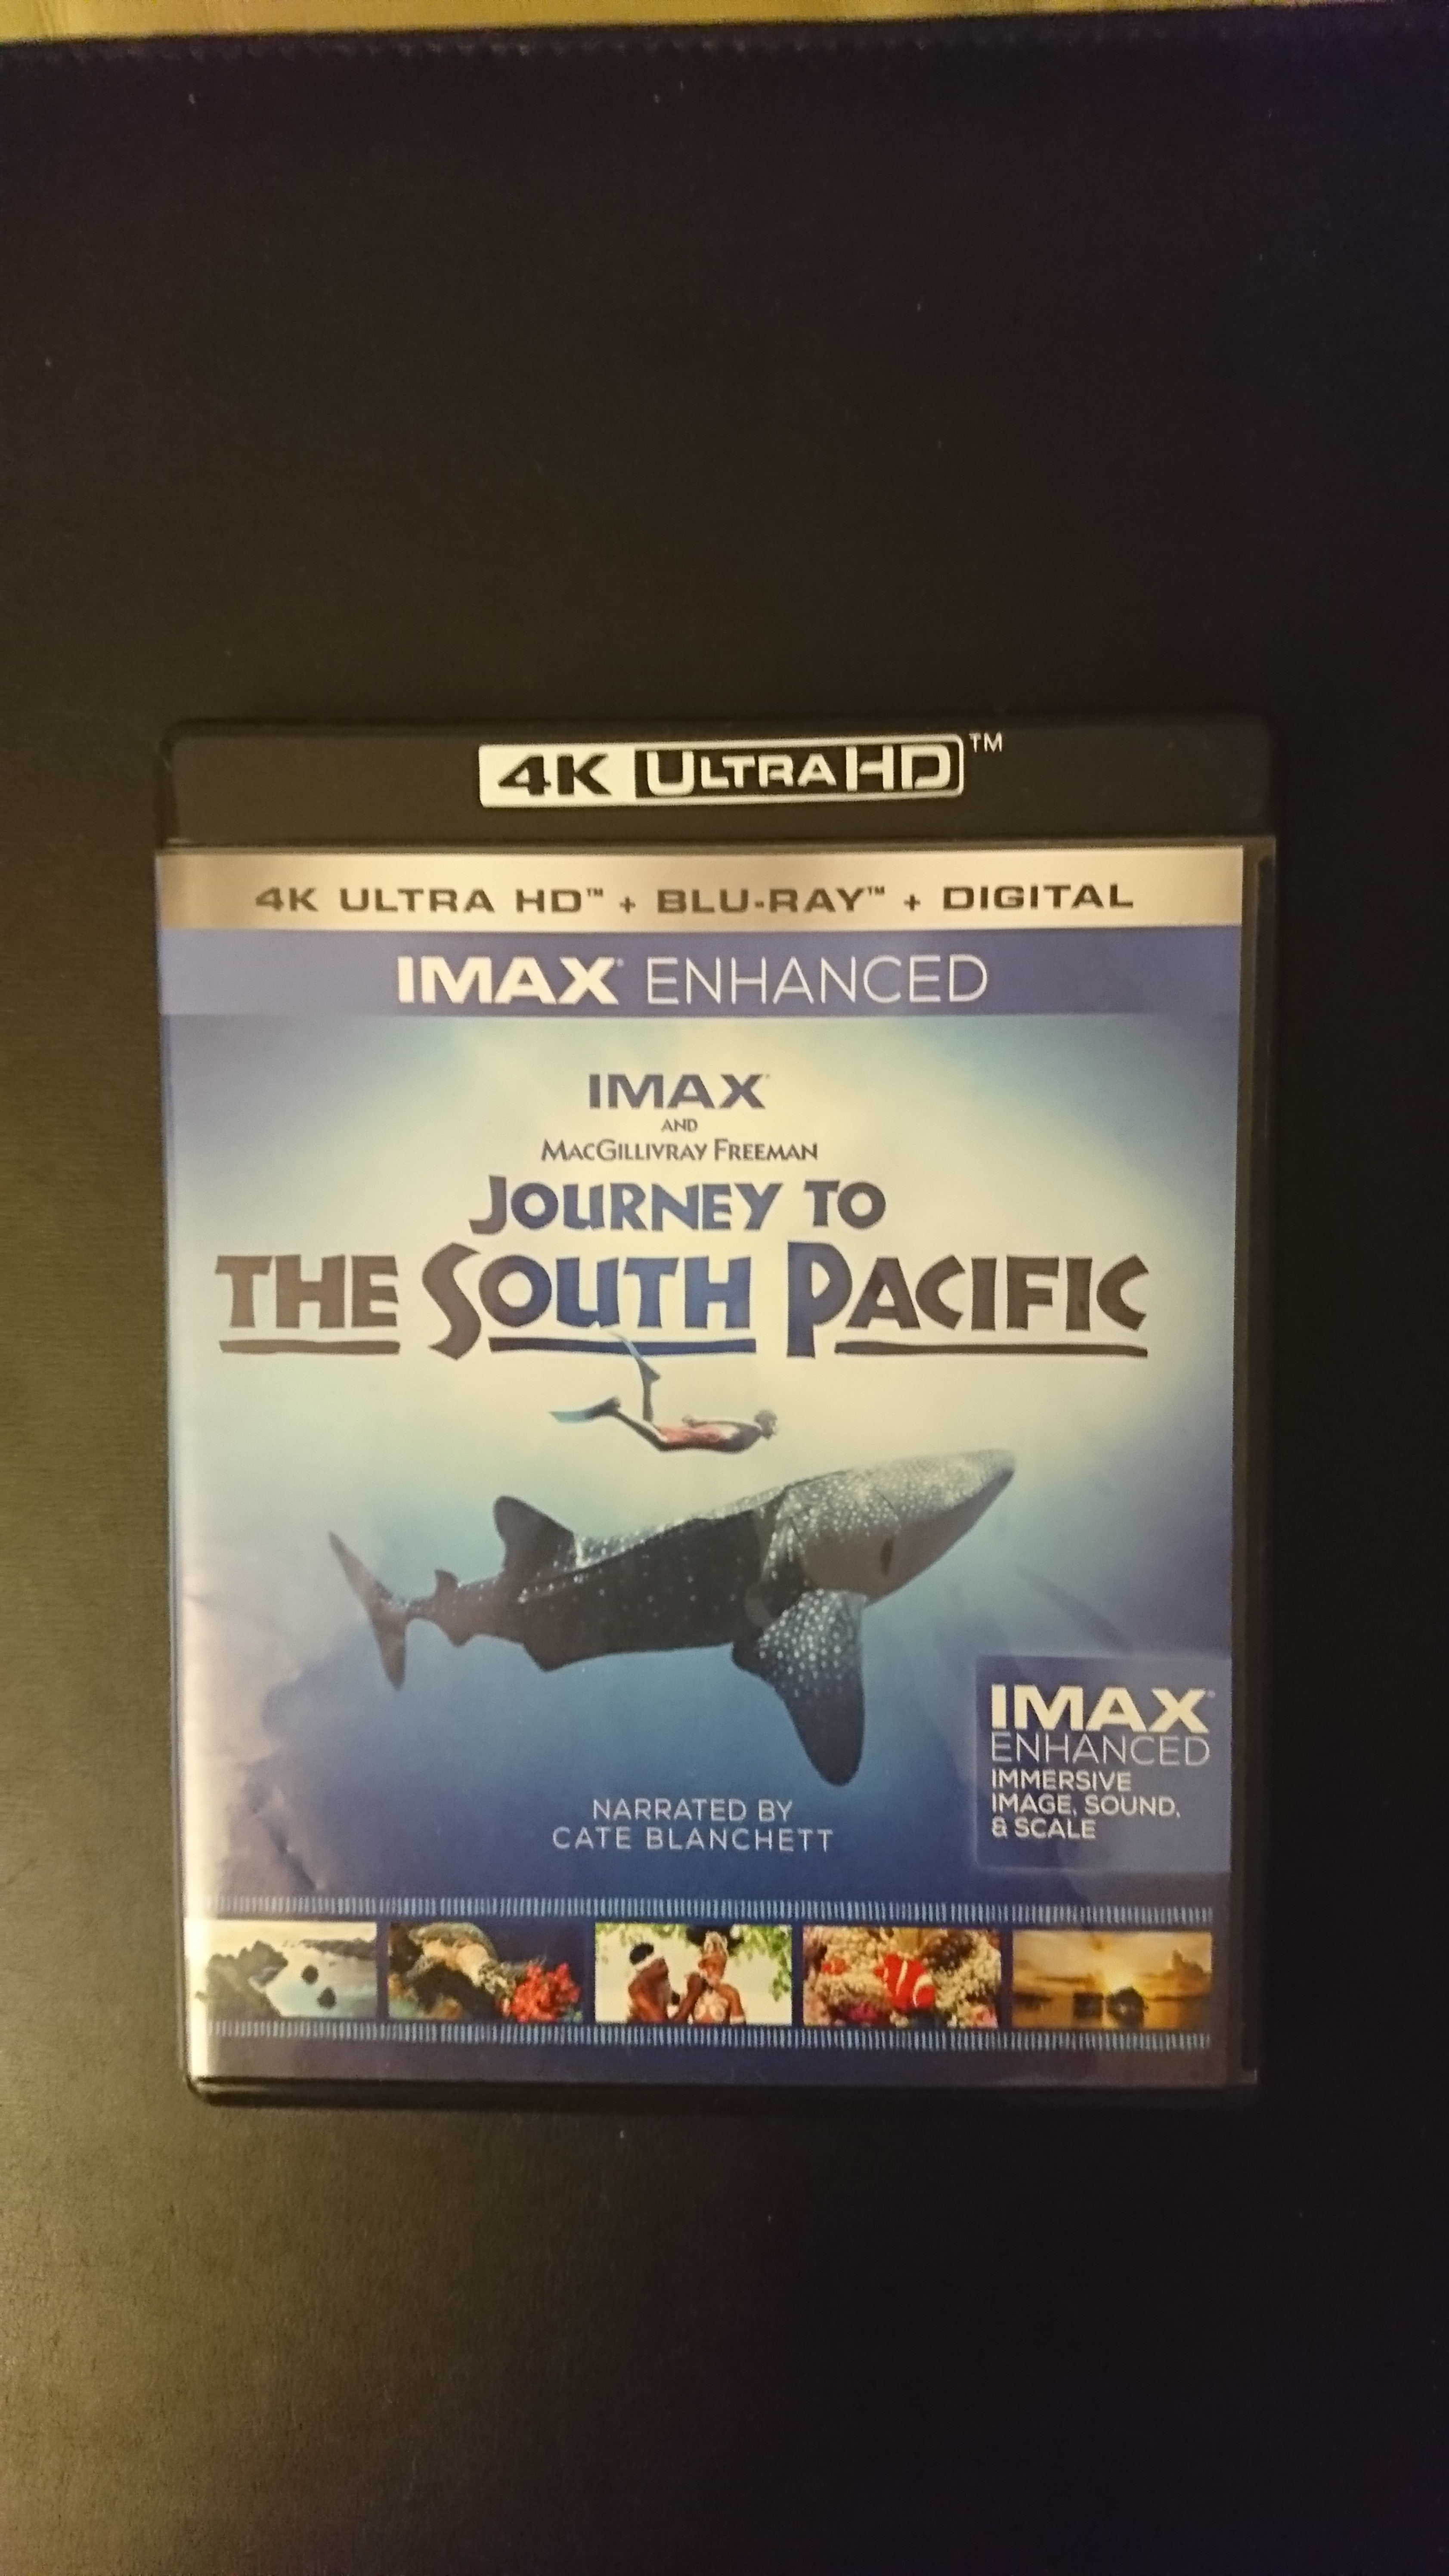 4K ULTRA HD™
4K ULTRA HD™ + BLU-RAY™ + DIGITAL
IMAX® ENHANCED
IMAX®
AND
MACGILLIVRAY FREEMAN
JOURNEY TO
THE SOUTH PACIFIC
NARRATED BY
CATE BLANCHETT
IMAX®
ENHANCED
IMMERSIVE
IMAGE, SOUND,
& SCALE